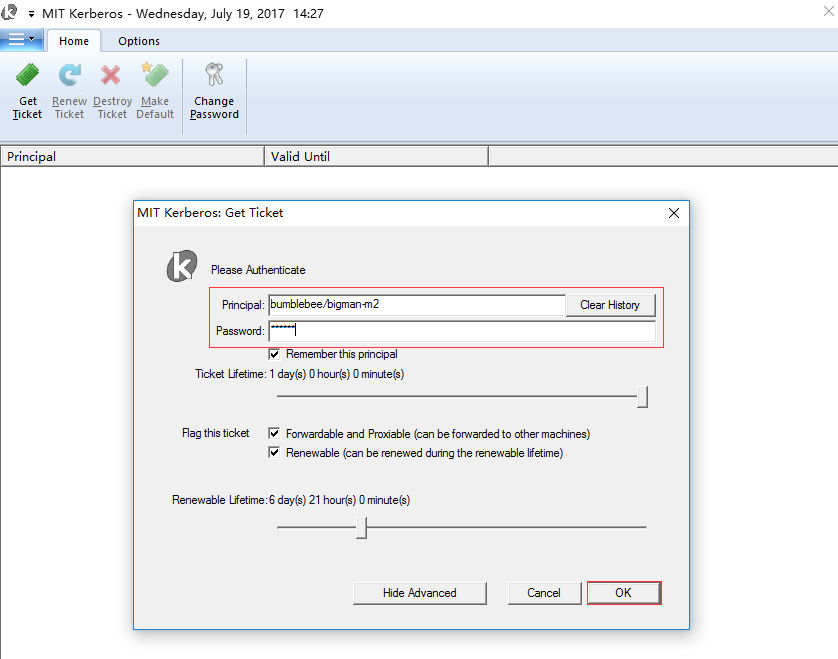 MIT Kerberos - Wednesday, July 19, 2017 14:27
Home Options
Get Ticket
Renew Ticket
Destroy Ticket
Make Default
Change Password
Principal Valid Until
MIT Kerberos: Get Ticket
Please Authenticate
Principal: bumblebee/bigman-m2 Clear History
Password: ******
Remember this principal
Ticket Lifetime: 1 day(s) 0 hour(s) 0 minute(s)
Flag this ticket Forwardable and Proxiable (can be forwarded to other machines)
Renewable (can be renewed during the renewable lifetime)
Renewable Lifetime: 6 day(s) 21 hour(s) 0 minute(s)
Hide Advanced Cancel OK